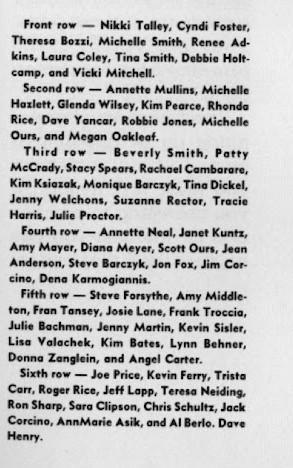 Front row — Nikki Talley, Cyndi Foster,
Theresa Bozzi, Michelle Smith, Renee Ad-
kins, Laura Coley, Tina Smith, Debbie Holt-
camp, and Vicki Mitchell.
Second row — Annette Mullins, Michelle
Hazlett, Glenda Wilsey, Kim Pearce, Rhonda
Rice, Dave Yancar, Robbie Jones, Michelle
Ours, and Megan Oakleaf.
Third row — Beverly Smith, Patty
McCrady, Stacy Spears, Rachael Cambarare,
Kim Ksiazak, Monique Barczyk, Tina Dickel,
Jenny Welchons, Suzanne Rector, Tracie
Harris, Julie Proctor.
Fourth row — Annette Neal, Janet Kuntz,
Amy Mayer, Diana Meyer, Scott Ours, Jean
Anderson, Steve Barczyk, Jon Fox, Jim Cor-
cino, Dena Karmogiannis.
Fifth row — Steve Forsythe, Amy Middle-
ton, Fran Tansey, Josie Lane, Frank Troccia,
Julie Bachman, Jenny Martin, Kevin Sisler,
Lisa Valachek, Kim Bates, Lynn Behner,
Donna Zanglein, and Angel Carter.
Sixth row — Joe Price, Kevin Ferry, Trista
Carr, Roger Rice, Jeff Lapp, Teresa Neiding,
Ron Sharp, Sara Clipson, Chris Schultz, Jack
Corcino, AnnMarie Asik, and Al Berlo. Dave
Henry.